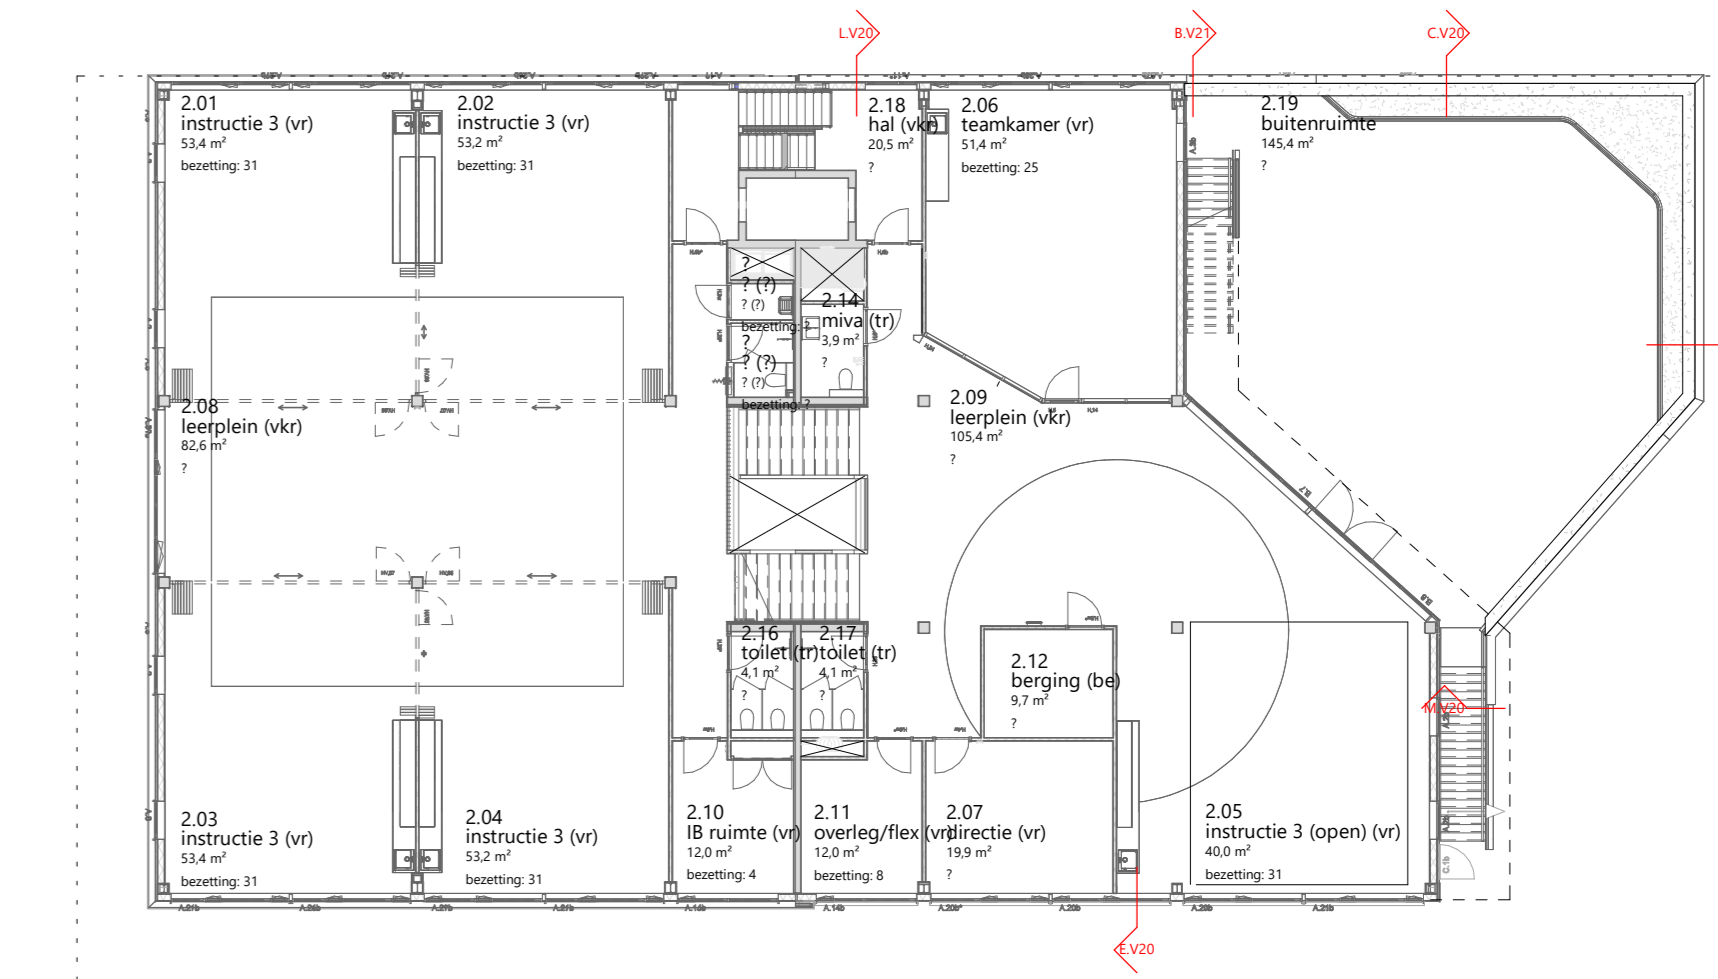 L.V20
B.V21
C.V20
2.01
instructie 3 (vr)
53,4 m²
bezetting: 31
2.02
instructie 3 (vr)
53,2 m²
bezetting: 31
2.18
hal (vkr)
20,5 m²
?
2.06
teamkamer (vr)
51,4 m²
bezetting: 25
2.19
buitenruimte
145,4 m²
?
?
? (?)
? (?)
bezetting: ?
2.14
miva (tr)
3,9 m²
?
?
? (?)
? (?)
bezetting: ?
2.08
leerplein (vkr)
82,6 m²
?
2.09
leerplein (vkr)
105,4 m²
?
2.16
toilet (tr)
4,1 m²
?
2.17
toilet (tr)
4,1 m²
?
2.12
berging (be)
9,7 m²
?
M.V20
2.03
instructie 3 (vr)
53,4 m²
bezetting: 31
2.04
instructie 3 (vr)
53,2 m²
bezetting: 31
2.10
IB ruimte (vr)
12,0 m²
bezetting: 4
2.11
overleg/flex (vr)
12,0 m²
bezetting: 8
2.07
directie (vr)
19,9 m²
?
2.05
instructie 3 (open) (vr)
40,0 m²
bezetting: 31
E.V20